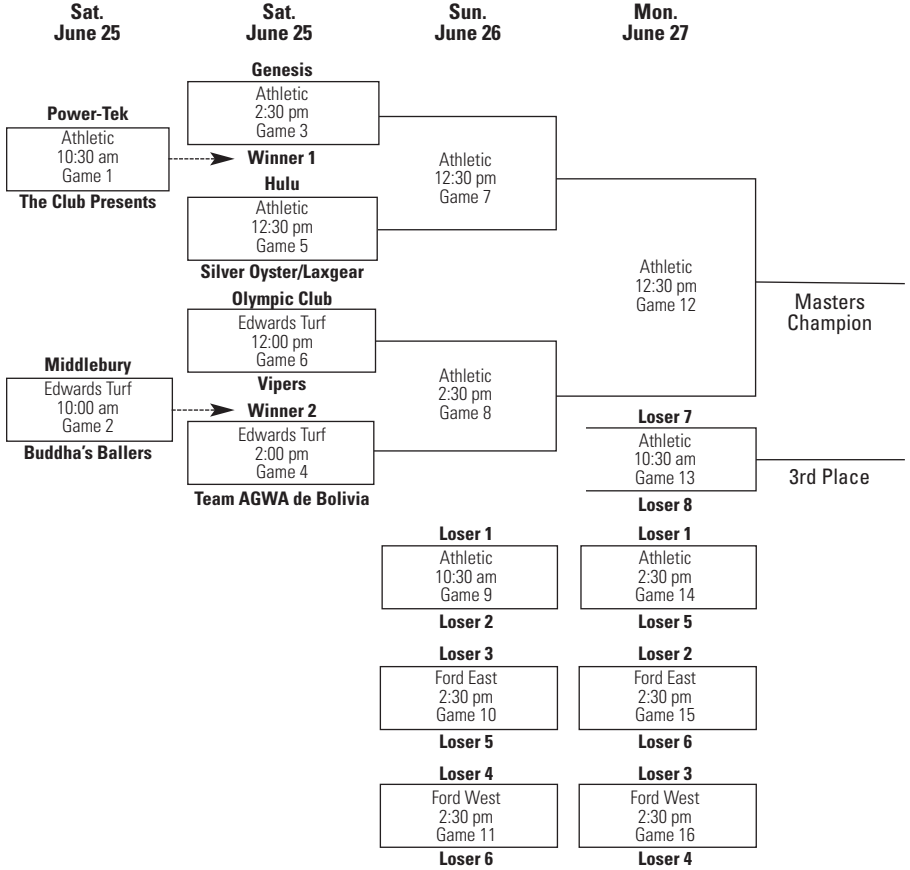 Sat.
June 25
Sat.
June 25
Sun.
June 26
Mon.
June 27
Power-Tek
Athletic
10:30 am
Game 1
The Club Presents
Middlebury
Edwards Turf
10:00 am
Game 2
Buddha's Ballers
Genesis
Athletic
2:30 pm
Game 3
Winner 1
Hulu
Athletic
12:30 pm
Game 5
Silver Oyster/Laxgear
Olympic Club
Edwards Turf
12:00 pm
Game 6
Vipers
Winner 2
Edwards Turf
2:00 pm
Game 4
Team AGWA de Bolivia
Athletic
12:30 pm
Game 7
Athletic
2:30 pm
Game 8
Loser 1
Athletic
10:30 am
Game 9
Loser 2
Loser 3
Ford East
2:30 pm
Game 10
Loser 5
Loser 4
Ford West
2:30 pm
Game 11
Loser 6
Athletic
12:30 pm
Game 12
Masters
Champion
Loser 7
Athletic
10:30 am
Game 13
Loser 8
3rd Place
Loser 1
Athletic
2:30 pm
Game 14
Loser 5
Loser 2
Ford East
2:30 pm
Game 15
Loser 6
Loser 3
Ford West
2:30 pm
Game 16
Loser 4